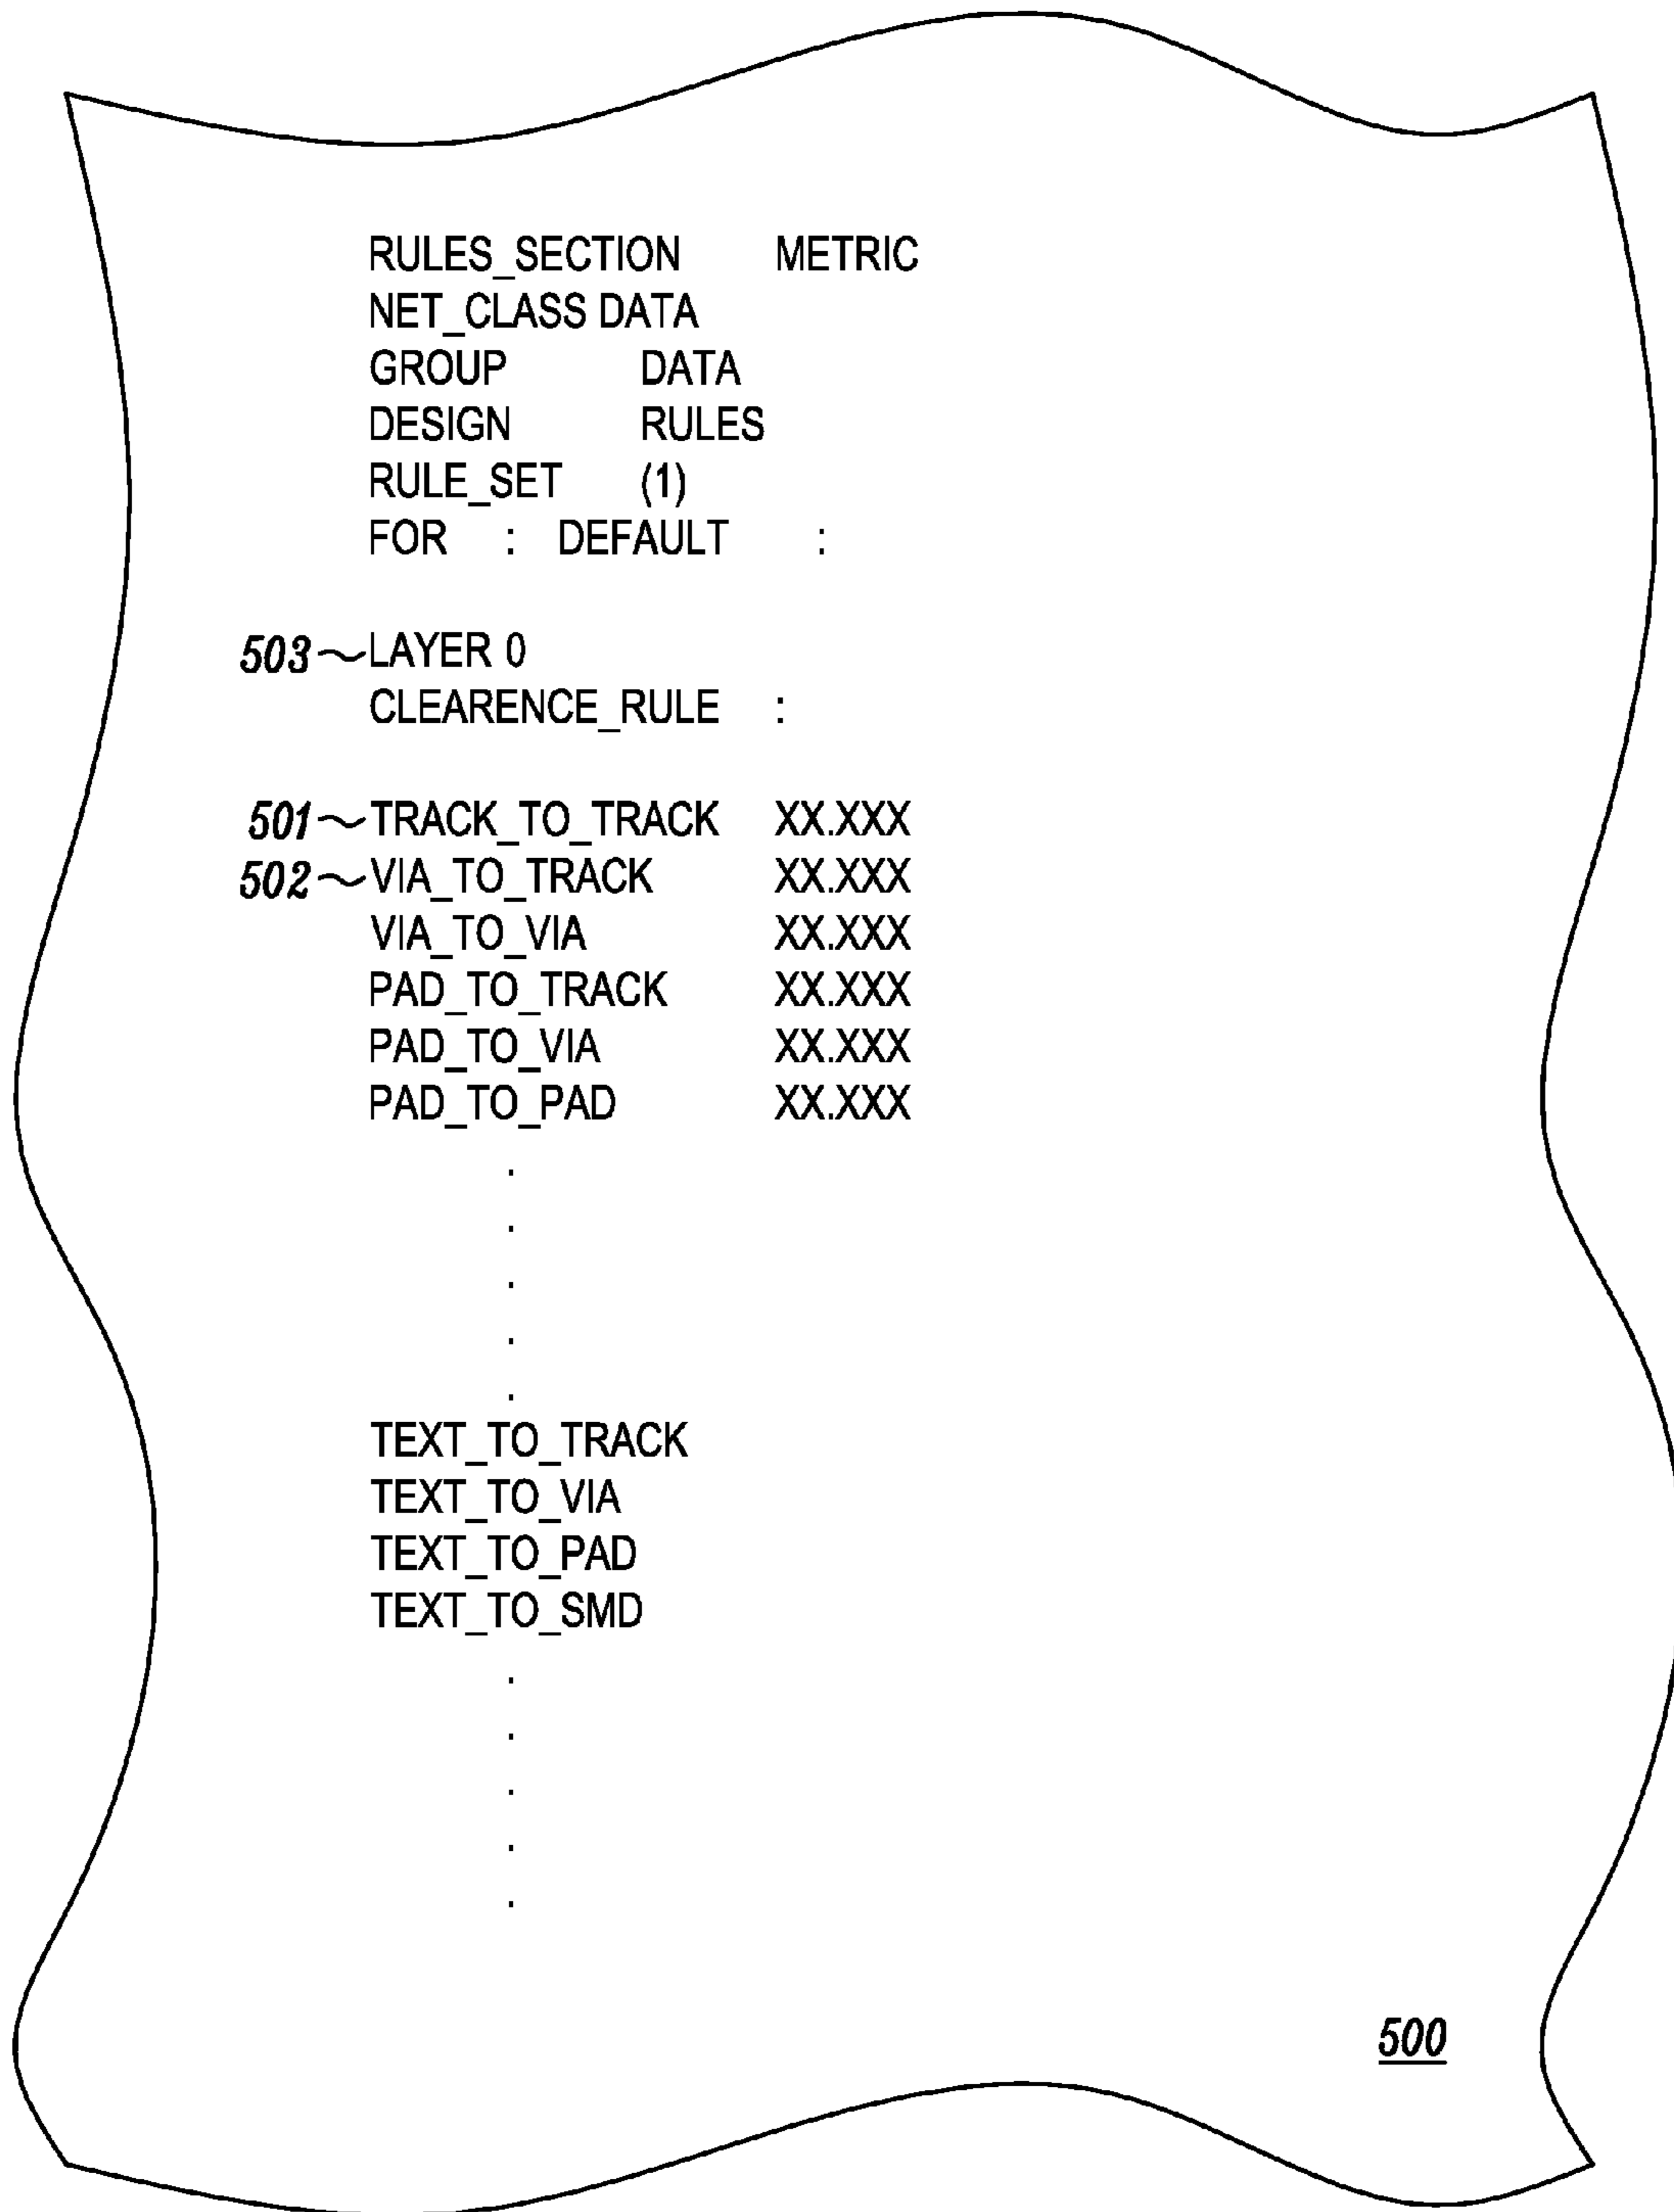 RULES_SECTION METRIC
NET_CLASS DATA
GROUP DATA
DESIGN RULES
RULE_SET (1)
FOR : DEFAULT :
503 LAYER 0
CLEARENCE_RULE :
501 TRACK_TO_TRACK XX.XXX
502 VIA_TO_TRACK XX.XXX
VIA_TO_VIA XX.XXX
PAD_TO_TRACK XX.XXX
PAD_TO_VIA XX.XXX
PAD_TO_PAD XX.XXX
.
.
.
.
.
TEXT_TO_TRACK
TEXT_TO_VIA
TEXT_TO_PAD
TEXT_TO_SMD
.
.
.
.
.
500